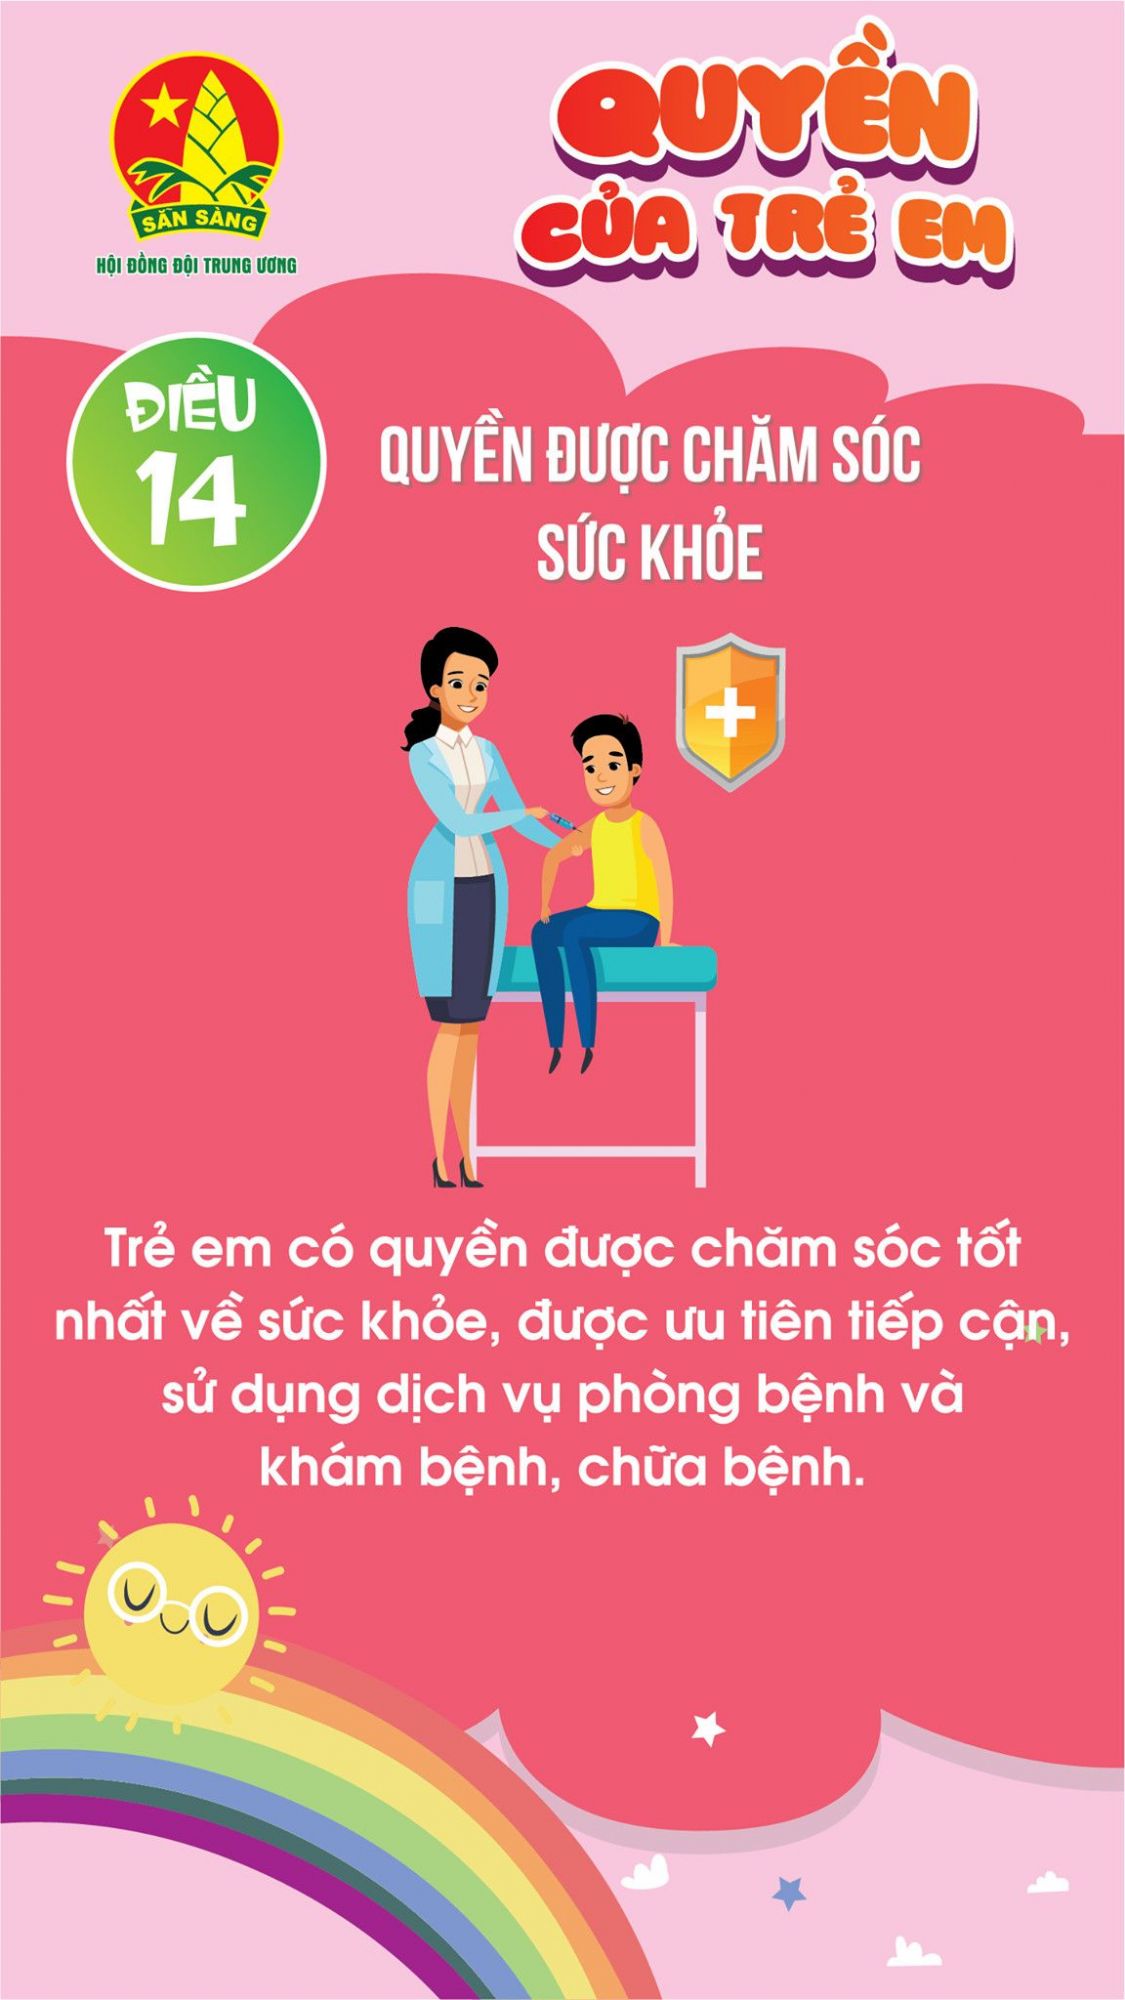 SẴN SÀNG
HỘI ĐỒNG ĐỘI TRUNG ƯƠNG
QUYỀN
CỦA TRẺ EM
ĐIỀU
14
QUYỀN ĐƯỢC CHĂM SÓC
SỨC KHỎE
Trẻ em có quyền được chăm sóc tốt
nhất về sức khỏe, được ưu tiên tiếp cận,
sử dụng dịch vụ phòng bệnh và
khám bệnh, chữa bệnh.